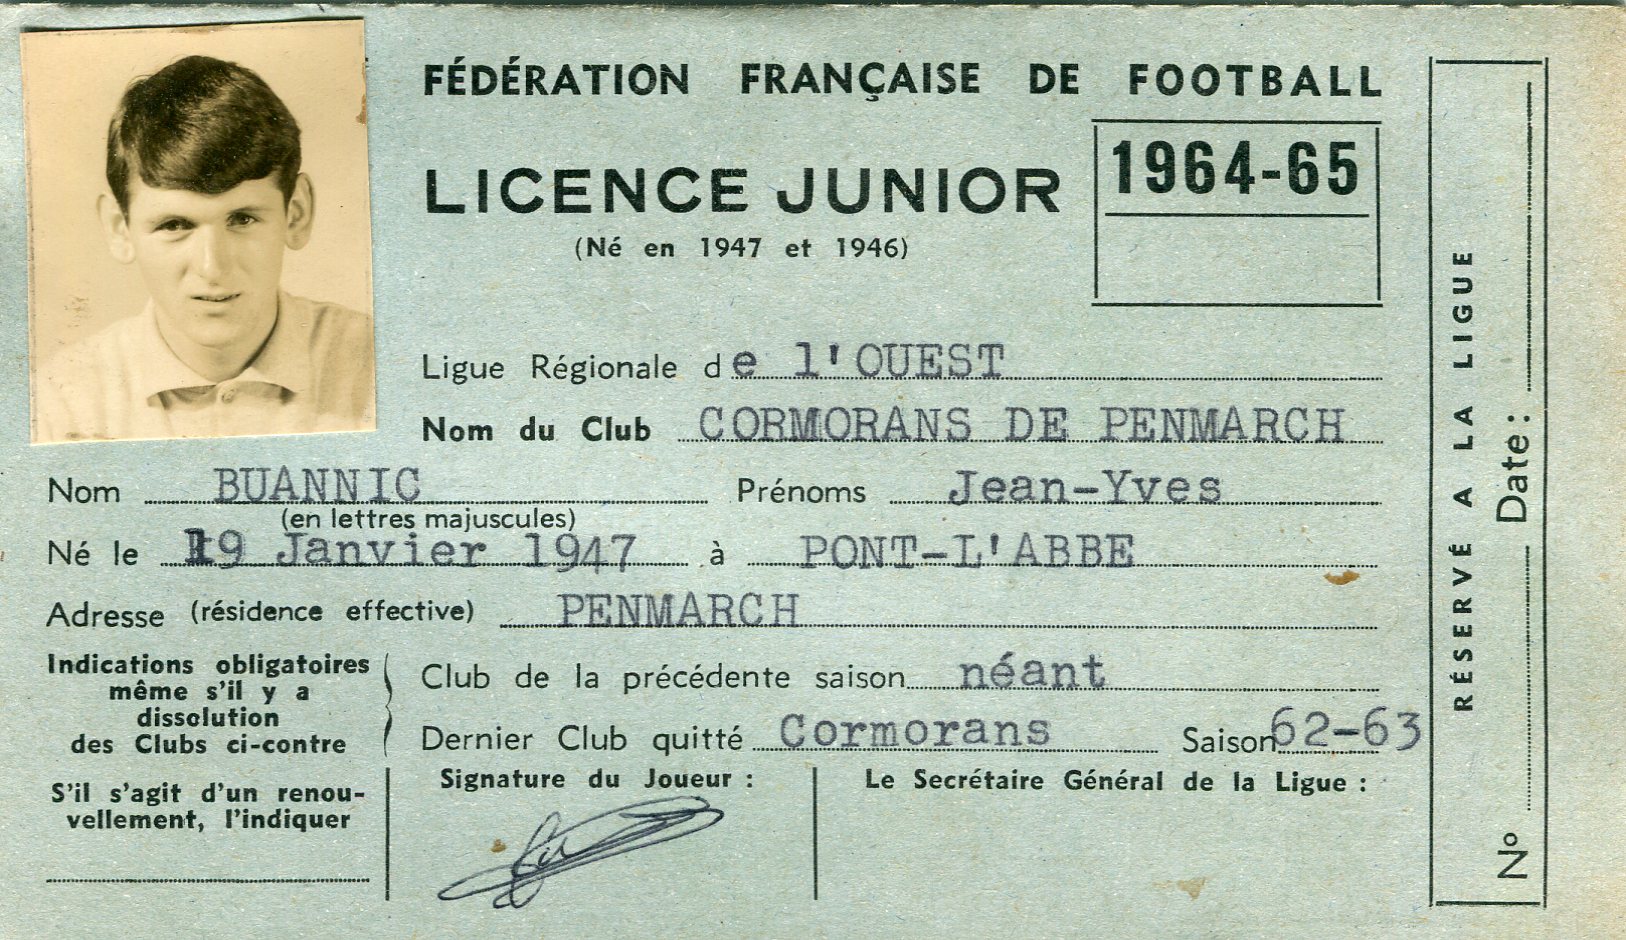 FÉDÉRATION FRANÇAISE DE FOOTBALL
LICENCE JUNIOR
1964-65
(Né en 1947 et 1946)
Ligue Régionale de l'OUEST
Nom du Club CORMORANS DE PENMARCH
Nom BUANNIC Prénoms Jean-Yves
(en lettres majuscules)
Né le 19 Janvier 1947 à PONT-L'ABBE
Adresse (résidence effective) PENMARCH
Indications obligatoires
même s'il y a
dissolution
des Clubs ci-contre
Club de la précédente saison néant
Dernier Club quitté Cormorans Saison 62-63
S'il s'agit d'un renou-
vellement, l'indiquer
Signature du Joueur :
Le Secrétaire Général de la Ligue :
RÉSERVÉ A LA LIGUE
N° Date :